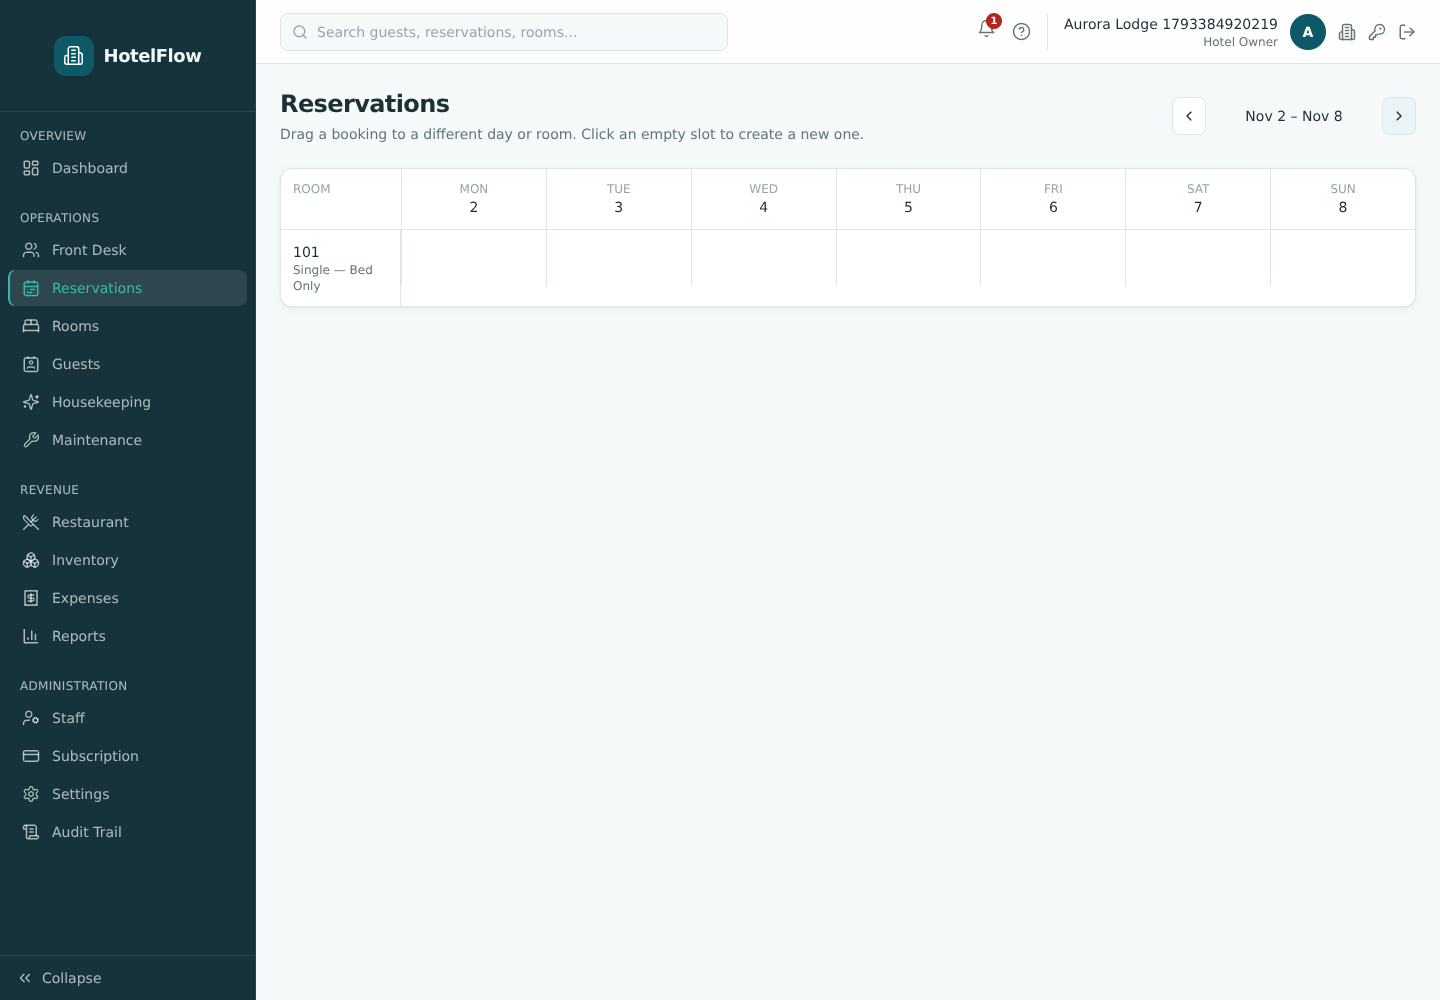 HotelFlow
OVERVIEW
Dashboard
OPERATIONS
Front Desk
Reservations
Rooms
Guests
Housekeeping
Maintenance
REVENUE
Restaurant
Inventory
Expenses
Reports
ADMINISTRATION
Staff
Subscription
Settings
Audit Trail
Collapse
Search guests, reservations, rooms...
1
Aurora Lodge 1793384920219
Hotel Owner
A
Reservations
Drag a booking to a different day or room. Click an empty slot to create a new one.
Nov 2 – Nov 8
ROOM MON TUE WED THU FRI SAT SUN
2 3 4 5 6 7 8
101
Single — Bed
Only